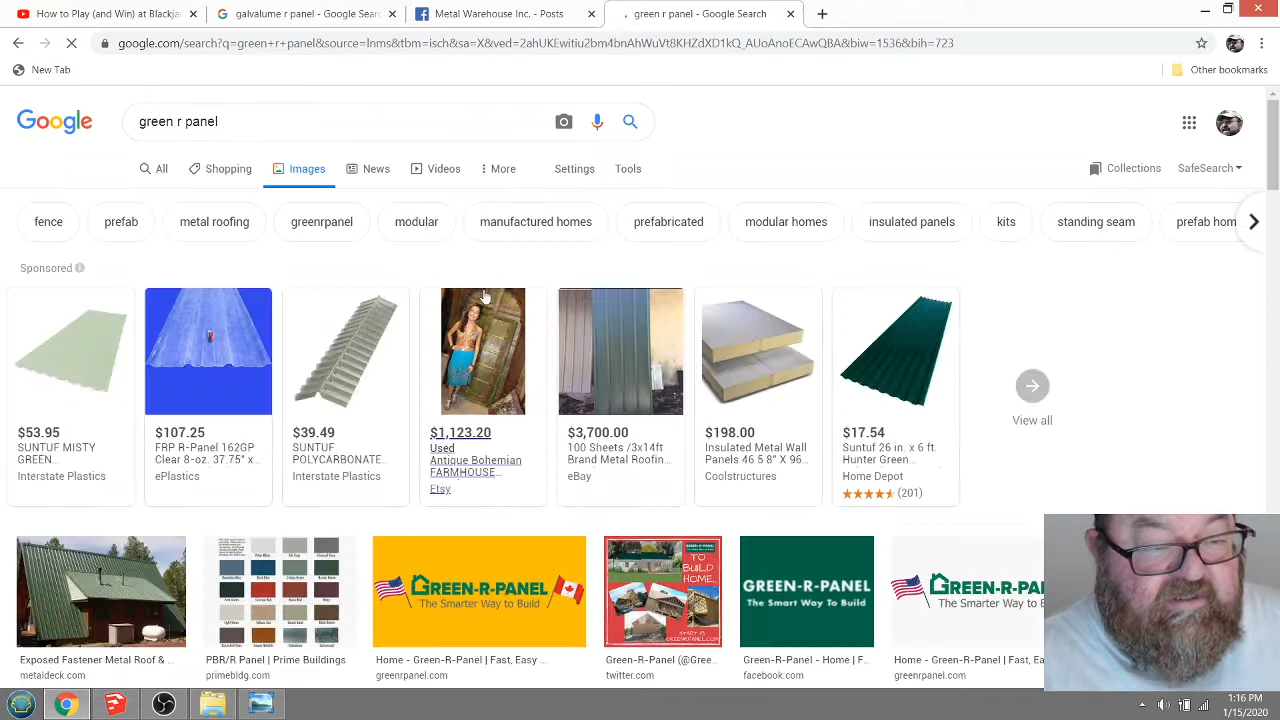 You to Play (and Win) at Blackja
galvalume r panel - Google Sear
Metal Warehouse Inc. - Posts
green r panel - Google Search
google.com/search?q=green+r+panel&source=lnms&tbm=isch&sa=X&ved=2ahUKEwitiu2bm4bnAhWuVt8KHZdXD1kQ_AUoAnoECAwQBA&biw=1536&bih=723
New Tab
Other bookmarks
Google
green r panel
All
Shopping
Images
News
Videos
More
Settings
Tools
Collections
SafeSearch
fence
prefab
metal roofing
greenrpanel
modular
manufactured homes
prefabricated
modular homes
insulated panels
kits
standing seam
prefab hom
Sponsored
$53.95
SUNTUF MISTY
GREEN...
Interstate Plastics
$107.25
FRP R-Panel 162GP
Clear 8-oz. 37.75" x...
ePlastics
$39.49
SUNTUF
POLYCARBONATE...
Interstate Plastics
$1,123.20
Used
Antique Bohemian
FARMHOUSE...
Etsy
$3,700.00
100 Sheets /3x14ft
Brand Metal Roofin...
eBay
$198.00
Insulated Metal Wall
Panels 46 5 8" X 96...
Coolstructures
$17.54
Suntuf 26 in. x 6 ft.
Hunter Green...
Home Depot
(201)
View all
GREEN-R-PANEL
The Smarter Way to Build
TO
BUILD
HOME
START @
GREENRPANEL.COM
GREEN-R-PANEL
The Smart Way To Build
GREEN-R-PAN
The Smarter Way to Build
Exposed Fastener Metal Roof & ...
metaldeck.com
PBR/R Panel | Prime Buildings
primebldg.com
Home - Green-R-Panel | Fast, Easy ...
greenrpanel.com
Green-R-Panel (@Gree...
twitter.com
Green-R-Panel - Home | F...
facebook.com
Home - Green-R-Panel | Fast, Ea
greenrpanel.com
1:16 PM
1/15/2020